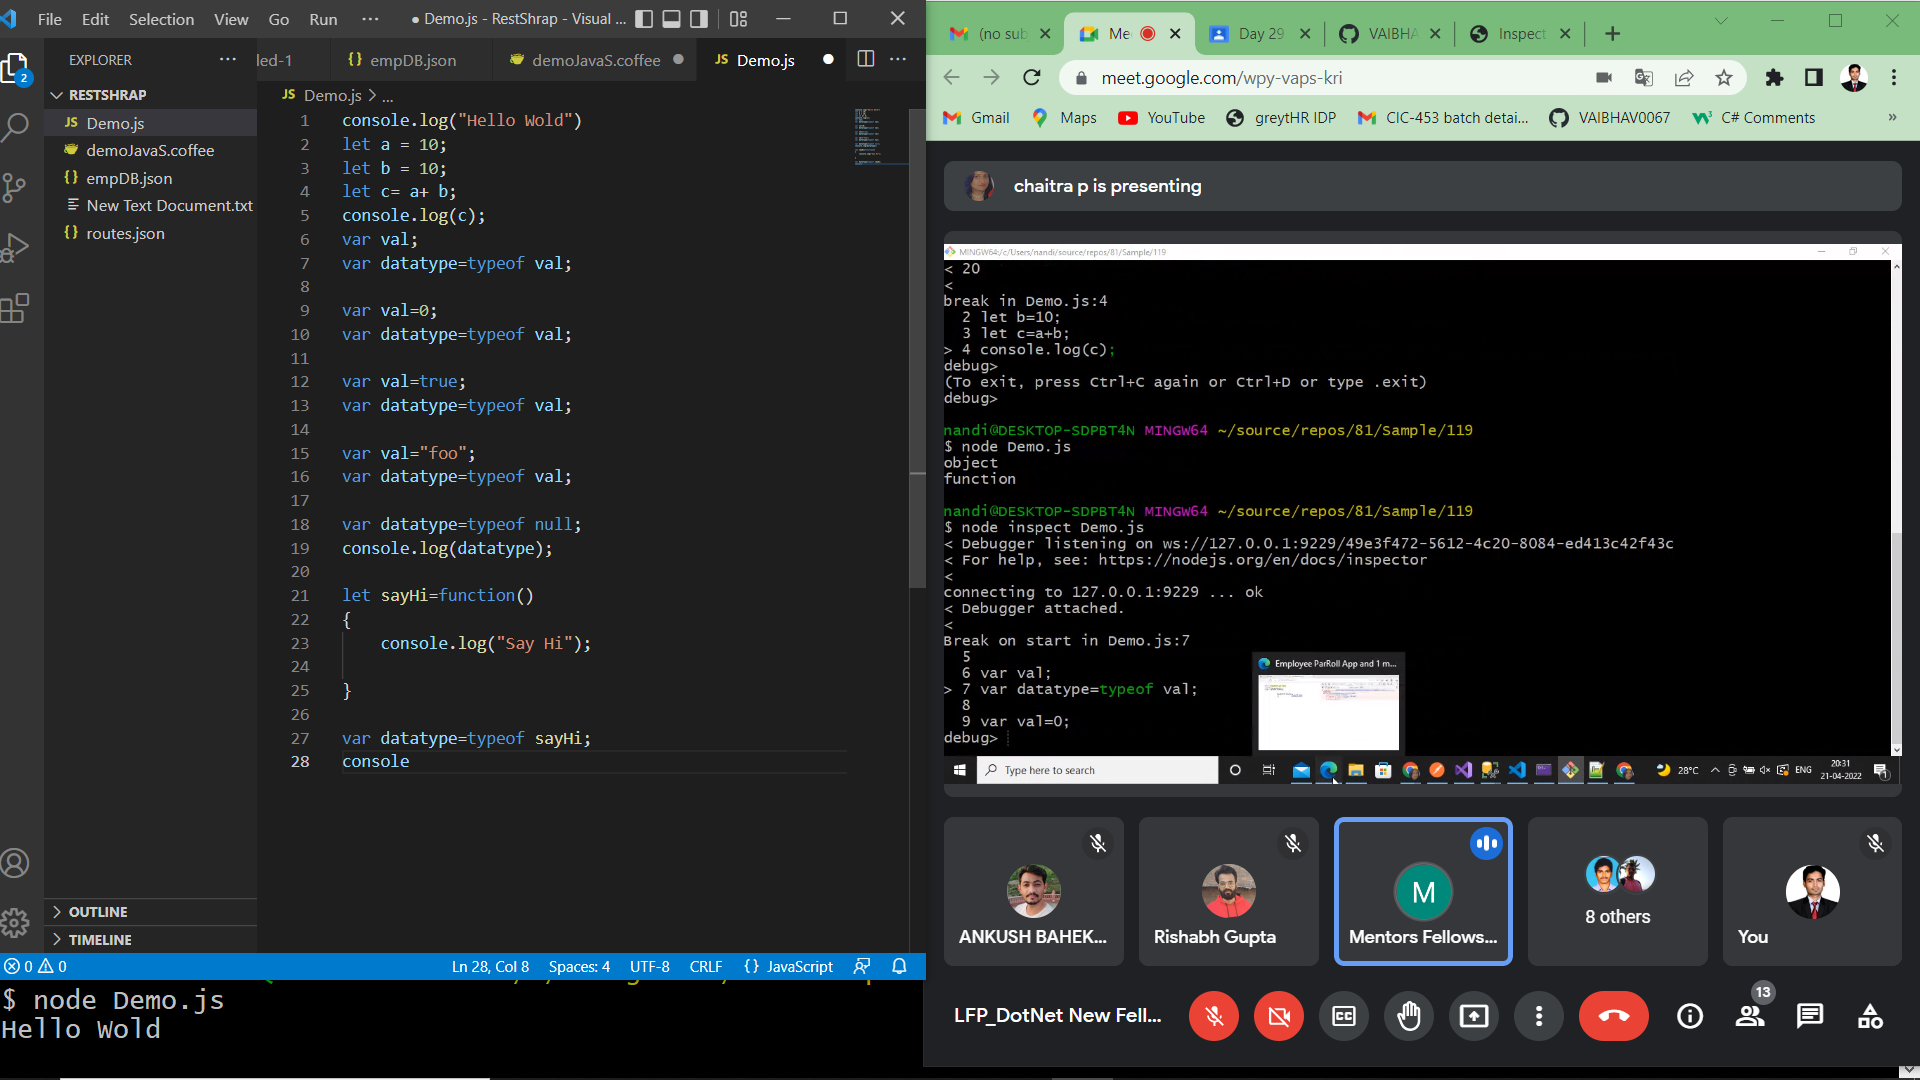 File Edit Selection View Go Run ··· ● Demo.js - RestShrap - Visual ...
EXPLORER ···
led-1 {} empDB.json demoJavaS.coffee ● JS Demo.js ● ···
RESTSHRAP
2
JS Demo.js
demoJavaS.coffee
{} empDB.json
New Text Document.txt
{} routes.json
OUTLINE
TIMELINE
JS Demo.js > ...
1 console.log("Hello Wold")
2 let a = 10;
3 let b = 10;
4 let c= a+ b;
5 console.log(c);
6 var val;
7 var datatype=typeof val;
8
9 var val=0;
10 var datatype=typeof val;
11
12 var val=true;
13 var datatype=typeof val;
14
15 var val="foo";
16 var datatype=typeof val;
17
18 var datatype=typeof null;
19 console.log(datatype);
20
21 let sayHi=function()
22 {
23 console.log("Say Hi");
24
25 }
26
27 var datatype=typeof sayHi;
28 console
0 0 Ln 28, Col 8 Spaces: 4 UTF-8 CRLF {} JavaScript
$ node Demo.js
Hello Wold
(no sub Me Day 29 VAIBHA Inspect
meet.google.com/wpy-vaps-kri
Gmail Maps YouTube greytHR IDP CIC-453 batch detai... VAIBHAV0067 C# Comments »
chaitra p is presenting
MINGW64:/c/Users/nandi/source/repos/81/Sample/119
< 20
<
break in Demo.js:4
2 let b=10;
3 let c=a+b;
> 4 console.log(c);
debug>
(To exit, press Ctrl+C again or Ctrl+D or type .exit)
debug>
nandi@DESKTOP-SDPBT4N MINGW64 ~/source/repos/81/Sample/119
$ node Demo.js
object
function
nandi@DESKTOP-SDPBT4N MINGW64 ~/source/repos/81/Sample/119
$ node inspect Demo.js
< Debugger listening on ws://127.0.0.1:9229/49e3f472-5612-4c20-8084-ed413c42f43c
< For help, see: https://nodejs.org/en/docs/inspector
<
connecting to 127.0.0.1:9229 ... ok
< Debugger attached.
<
Break on start in Demo.js:7
5
6 var val;
> 7 var datatype=typeof val;
8
9 var val=0;
debug>
Employee ParRoll App and 1 m...
Type here to search
28°C ENG 20:31
21-04-2022
1
ANKUSH BAHEK...
Rishabh Gupta
M
Mentors Fellows...
8 others
You
LFP_DotNet New Fell...
CC
13